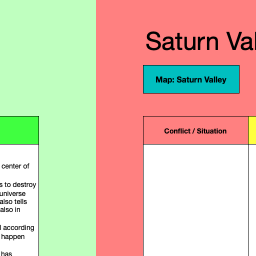 Saturn Val
Map: Saturn Valley
Conflict / Situation
center of
s to destroy
universe
also tells
also in
l according
happen
has